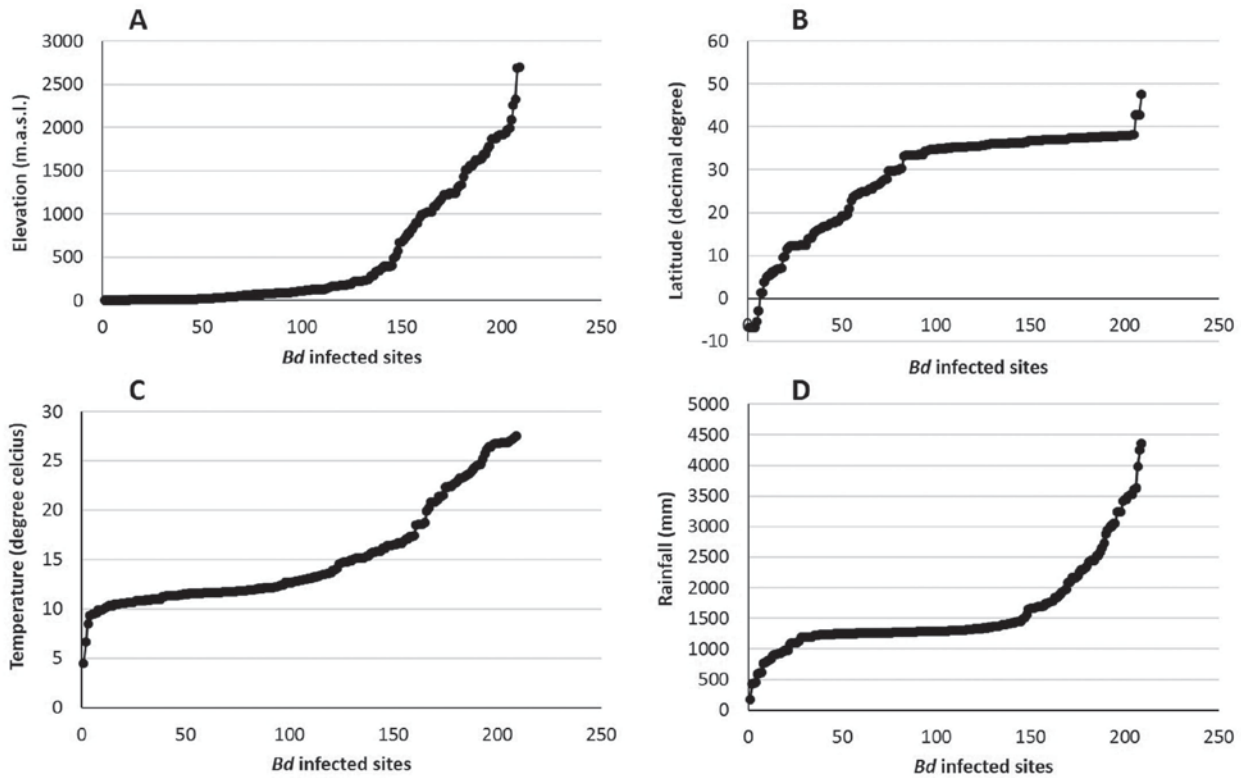 A
Elevation (m.a.s.l.)
3000
2500
2000
1500
1000
500
0
0 50 100 150 200 250
Bd infected sites
B
Latitude (decimal degree)
60
50
40
30
20
10
0
-10
0 50 100 150 200 250
Bd infected sites
C
Temperature (degree celcius)
30
25
20
15
10
5
0
0 50 100 150 200 250
Bd infected sites
D
Rainfall (mm)
5000
4500
4000
3500
3000
2500
2000
1500
1000
500
0
0 50 100 150 200 250
Bd infected sites